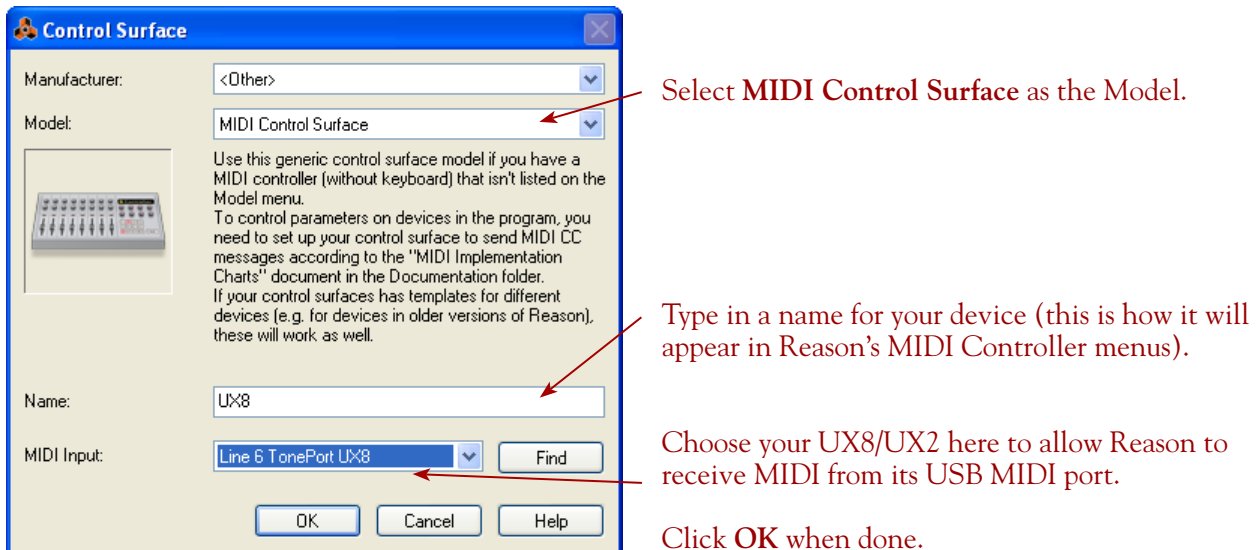 Control Surface
Manufacturer:
<Other>
Model:
MIDI Control Surface
Use this generic control surface model if you have a
MIDI controller (without keyboard) that isn't listed on the
Model menu.
To control parameters on devices in the program, you
need to set up your control surface to send MIDI CC
messages according to the "MIDI Implementation
Charts" document in the Documentation folder.
If your control surfaces has templates for different
devices (e.g. for devices in older versions of Reason),
these will work as well.
Name:
UX8
MIDI Input:
Line 6 TonePort UX8
Find
OK
Cancel
Help
Select MIDI Control Surface as the Model.
Type in a name for your device (this is how it will
appear in Reason's MIDI Controller menus).
Choose your UX8/UX2 here to allow Reason to
receive MIDI from its USB MIDI port.
Click OK when done.